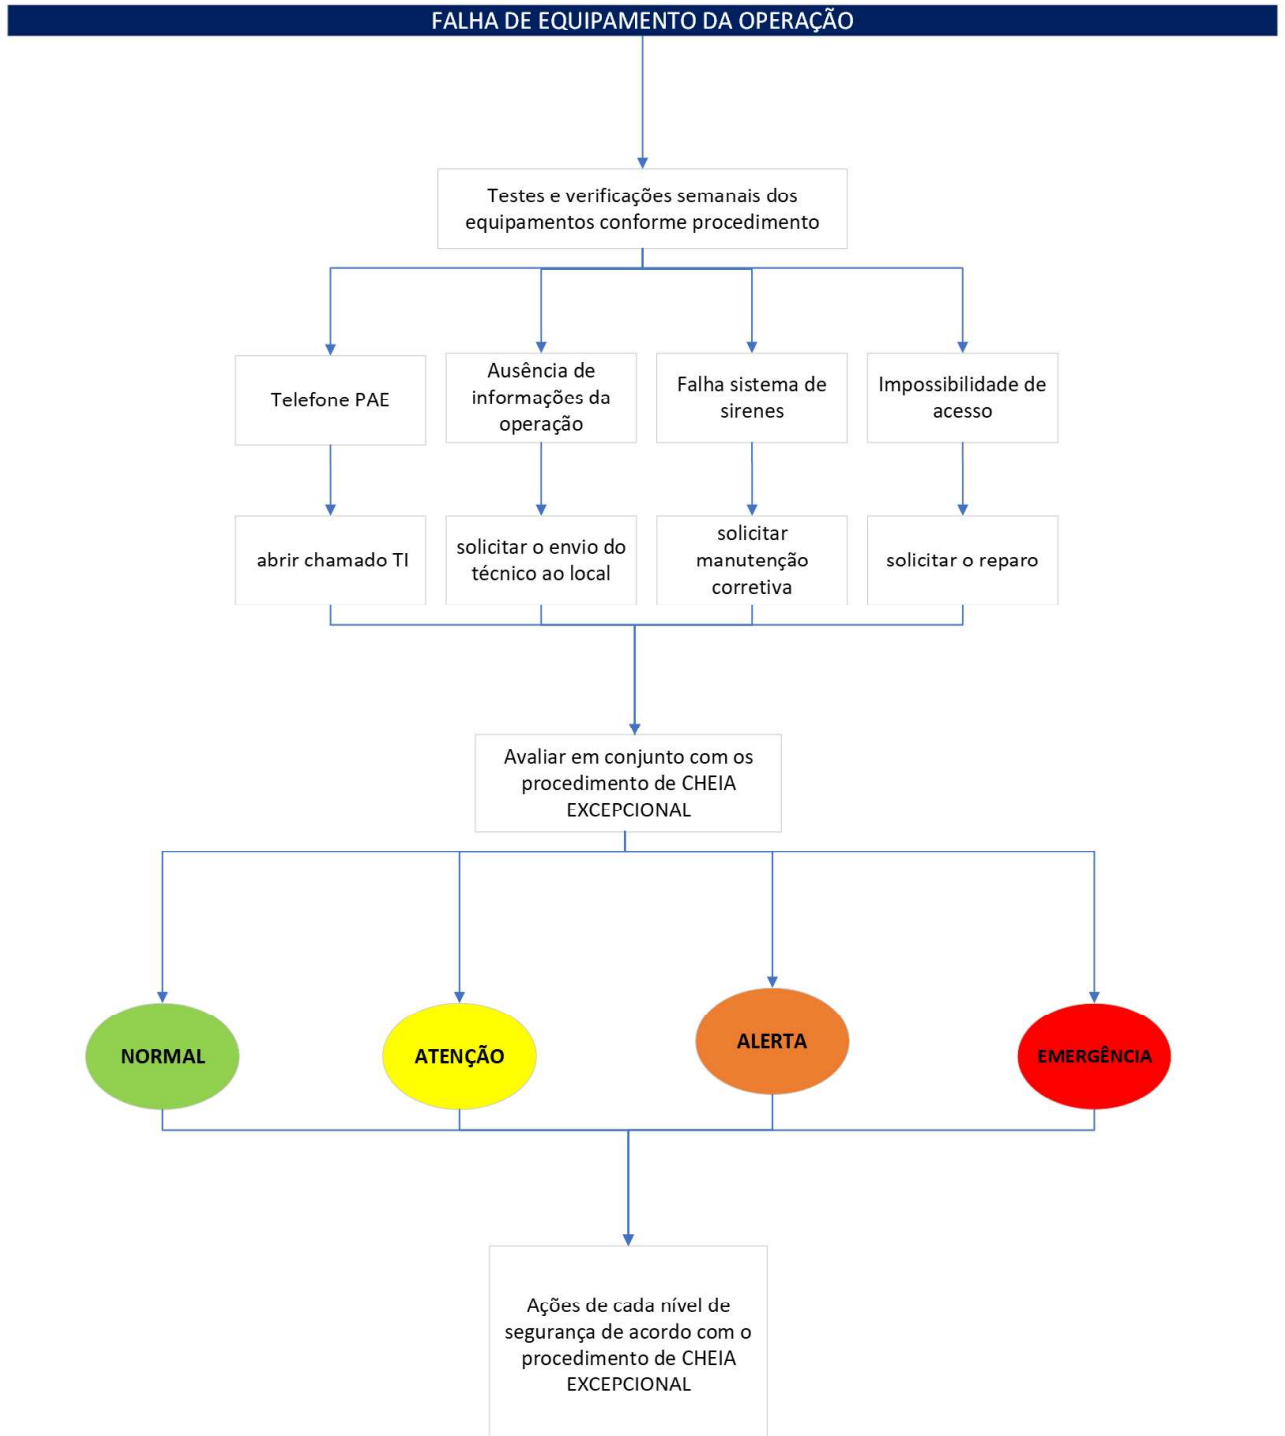 FALHA DE EQUIPAMENTO DA OPERAÇÃO
Testes e verificações semanais dos
equipamentos conforme procedimento
Telefone PAE
Ausência de
informações da
operação
Falha sistema de
sirenes
Impossibilidade de
acesso
abrir chamado TI
solicitar o envio do
técnico ao local
solicitar
manutenção
corretiva
solicitar o reparo
Avaliar em conjunto com os
procedimento de CHEIA
EXCEPCIONAL
NORMAL
ATENÇÃO
ALERTA
EMERGÊNCIA
Ações de cada nível de
segurança de acordo com o
procedimento de CHEIA
EXCEPCIONAL